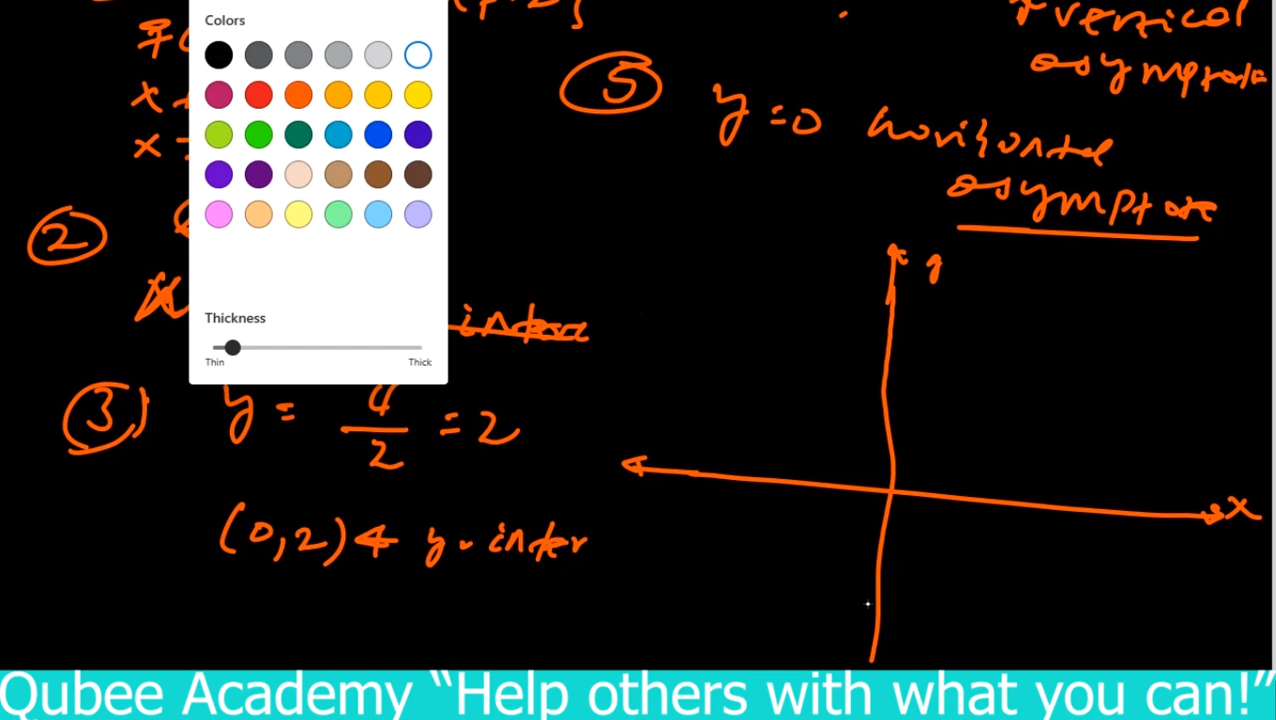 Colors
Thickness
Thin Thick
x
x
②
inter
③ y = 4/2 = 2
(0,2) ← y-inter
vertical
asymptote
⑤ y = 0 horizontal
asymptote
y
x
Qubee Academy “Help others with what you can!”